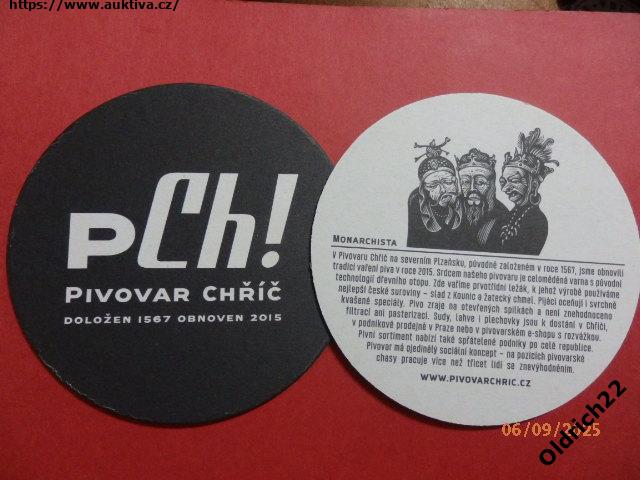 https://www.auktiva.cz/
PCh!
PIVOVAR CHŘÍČ
DOLOŽEN 1567 OBNOVEN 2015
MONARCHISTA
V Pivovaru Chříč na severním Plzeňsku, původně založeném v roce 1567, jsme obnovili
tradici vaření piva v roce 2015. Srdcem našeho pivovaru je celoměděná varna s původní
technologií dřevního otopu. Zde vaříme prvotřídní ležák, k jehož výrobě používáme
nejlepší české suroviny – slad z Kounic a žatecký chmel. Pijáci oceňují i svrchně
kvašené speciály. Pivo zraje na otevřených spilkách a není znehodnoceno
filtrací ani pasterizací. Sudy, lahve i plechovky jsou k dostání v Chříči,
v podnikové prodejně v Praze nebo v pivovarském e-shopu s rozvážkou.
Pivní sortiment nabízí také spřátelené podniky po celé republice.
Pivovar má ojedinělý sociální koncept – na pozicích pivovarské
chasy pracuje více než třicet lidí se znevýhodněním.
WWW.PIVOVARCHRIC.CZ
06/09/2025
Oldrich22